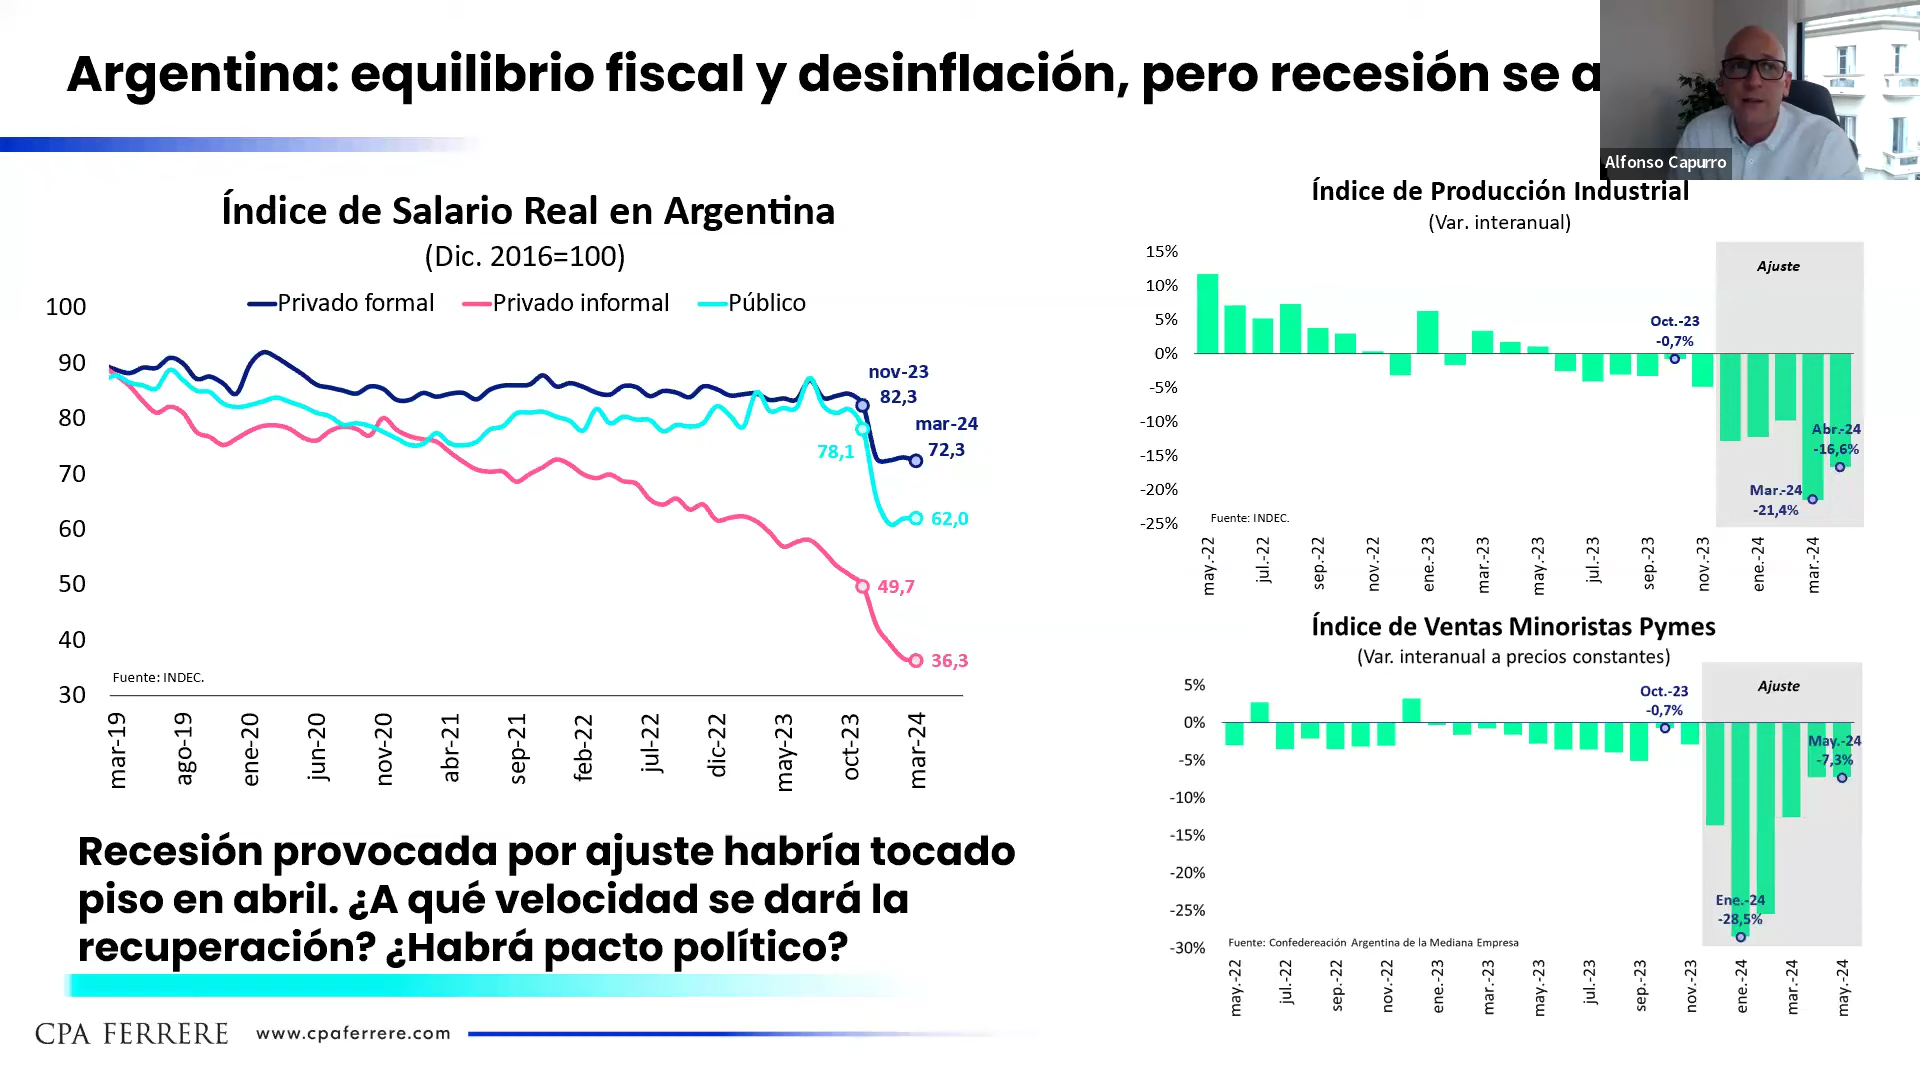 Argentina: equilibrio fiscal y desinflación, pero recesión se a
Alfonso Capurro
Índice de Salario Real en Argentina
(Dic. 2016=100)
Privado formal
Privado informal
Público
100
90
80
70
60
50
40
30
nov-23
82,3
mar-24
72,3
78,1
62,0
49,7
36,3
Fuente: INDEC.
mar-19
ago-19
ene-20
jun-20
nov-20
abr-21
sep-21
feb-22
jul-22
dic-22
may-23
oct-23
mar-24
Recesión provocada por ajuste habría tocado
piso en abril. ¿A qué velocidad se dará la
recuperación? ¿Habrá pacto político?
Índice de Producción Industrial
(Var. interanual)
15%
10%
5%
0%
-5%
-10%
-15%
-20%
-25%
Ajuste
Oct.-23
-0,7%
Abr.-24
-16,6%
Mar.-24
-21,4%
Fuente: INDEC.
may.-22
jul.-22
sep.-22
nov.-22
ene.-23
mar.-23
may.-23
jul.-23
sep.-23
nov.-23
ene.-24
mar.-24
Índice de Ventas Minoristas Pymes
(Var. interanual a precios constantes)
5%
0%
-5%
-10%
-15%
-20%
-25%
-30%
Ajuste
Oct.-23
-0,7%
May.-24
-7,3%
Ene.-24
-28,5%
Fuente: Confedereación Argentina de la Mediana Empresa
may.-22
jul.-22
sep.-22
nov.-22
ene.-23
mar.-23
may.-23
jul.-23
sep.-23
nov.-23
ene.-24
mar.-24
may.-24
CPA FERRERE
www.cpaferrere.com